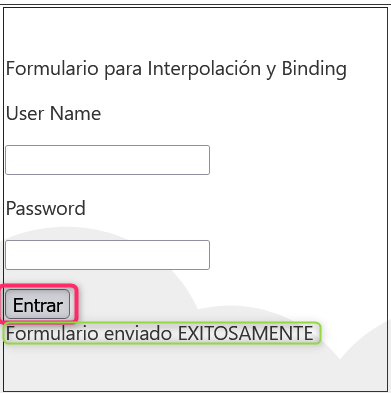 Formulario para Interpolación y Binding
User Name
Password
Entrar
Formulario enviado EXITOSAMENTE